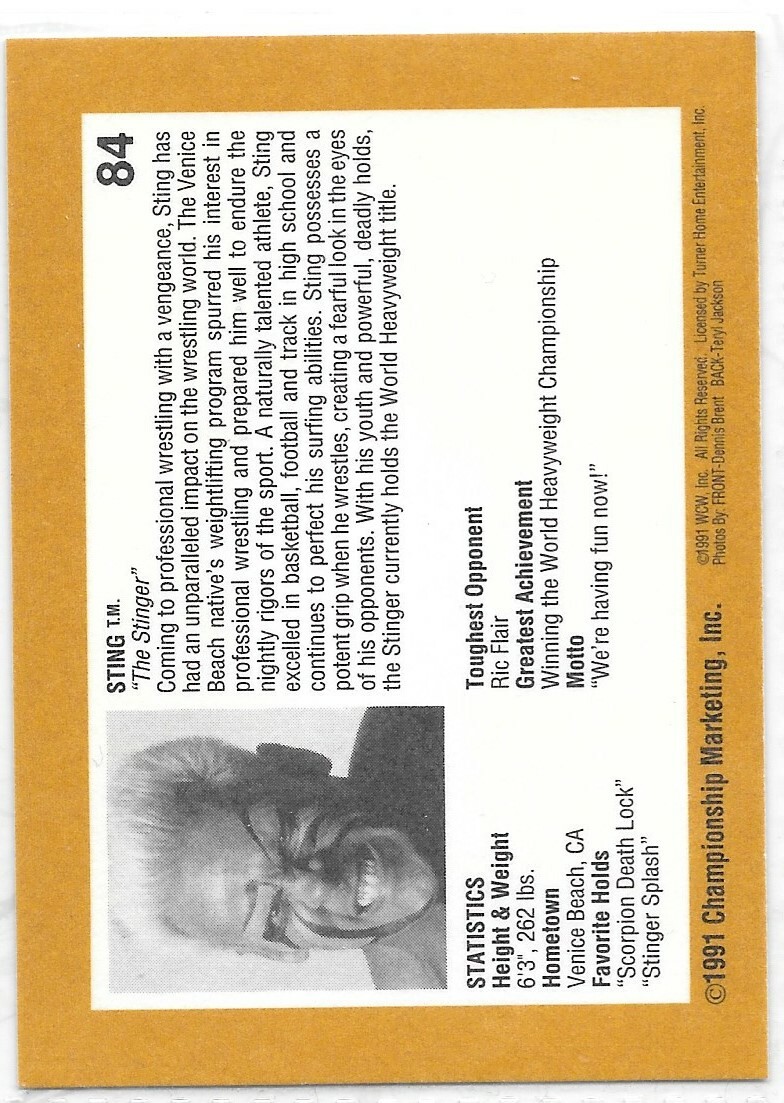 84
STING T.M.
"The Stinger"
Coming to professional wrestling with a vengeance, Sting has
had an unparalleled impact on the wrestling world. The Venice
Beach native's weightlifting program spurred his interest in
professional wrestling and prepared him well to endure the
nightly rigors of the sport. A naturally talented athlete, Sting
excelled in basketball, football and track in high school and
continues to perfect his surfing abilities. Sting possesses a
potent grip when he wrestles, creating a fearful look in the eyes
of his opponents. With his youth and powerful, deadly holds,
the Stinger currently holds the World Heavyweight title.
STATISTICS
Height & Weight
6'3", 262 lbs.
Hometown
Venice Beach, CA
Favorite Holds
"Scorpion Death Lock"
"Stinger Splash"
Toughest Opponent
Ric Flair
Greatest Achievement
Winning the World Heavyweight Championship
Motto
"We're having fun now!"
©1991 Championship Marketing, Inc.
©1991 WCW, Inc. All Rights Reserved. Licensed by Turner Home Entertainment, Inc.
Photos By: FRONT-Dennis Brent BACK-Teryl Jackson